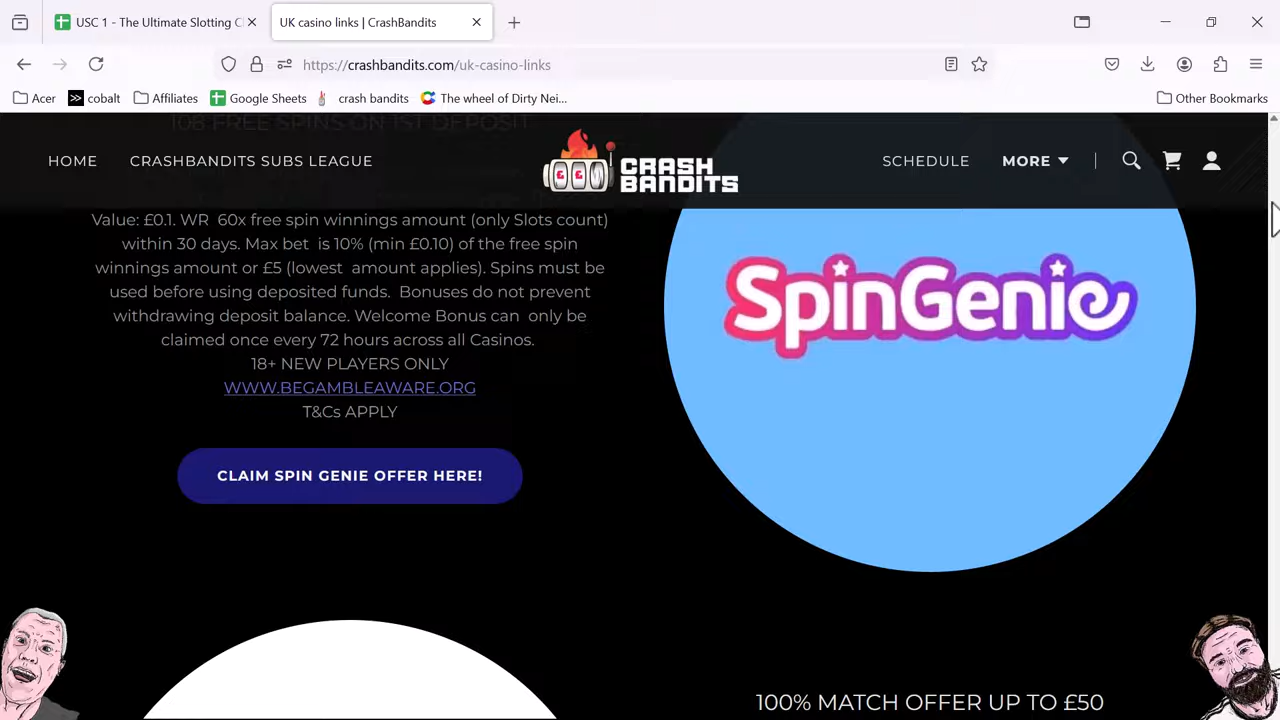 USC 1 - The Ultimate Slotting C
UK casino links | CrashBandits
https://crashbandits.com/uk-casino-links
Acer
cobalt
Affiliates
Google Sheets
crash bandits
The wheel of Dirty Nei...
Other Bookmarks
108 FREE SPINS ON 1ST DEPOSIT
HOME
CRASHBANDITS SUBS LEAGUE
CRASH
BANDITS
SCHEDULE
MORE
Value: £0.1. WR 60x free spin winnings amount (only Slots count)
within 30 days. Max bet is 10% (min £0.10) of the free spin
winnings amount or £5 (lowest amount applies). Spins must be
used before using deposited funds. Bonuses do not prevent
withdrawing deposit balance. Welcome Bonus can only be
claimed once every 72 hours across all Casinos.
18+ NEW PLAYERS ONLY
WWW.BEGAMBLEAWARE.ORG
T&Cs APPLY
CLAIM SPIN GENIE OFFER HERE!
SpinGenie
100% MATCH OFFER UP TO £50